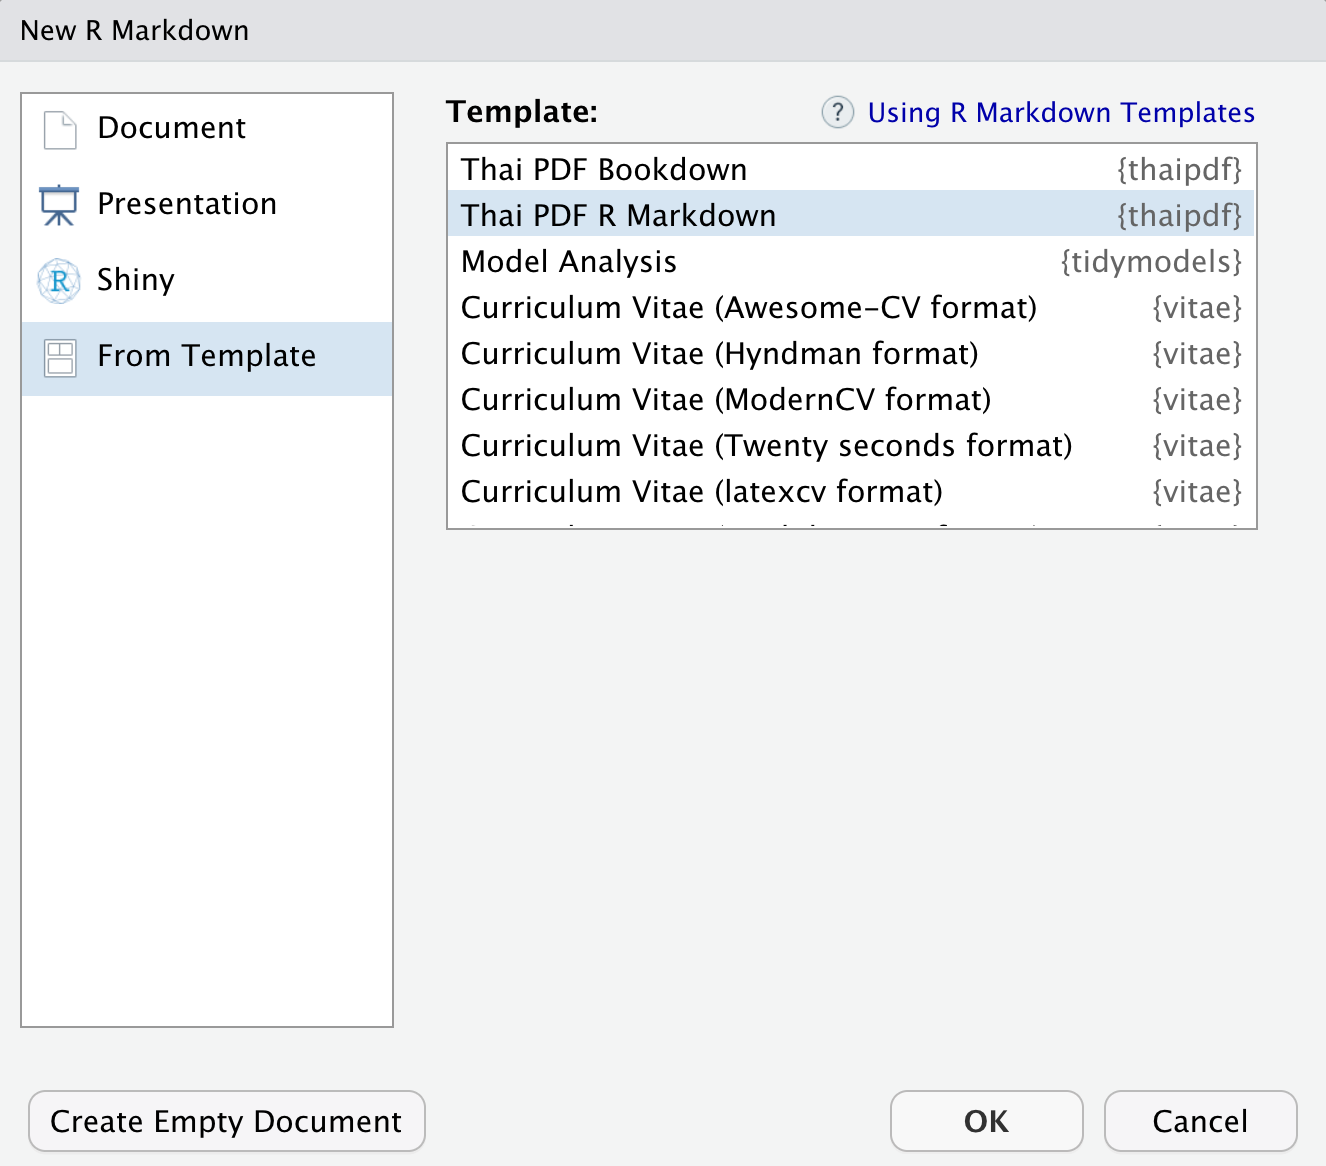 New R Markdown
Document
Presentation
Shiny
From Template
Template:
? Using R Markdown Templates
Thai PDF Bookdown {thaipdf}
Thai PDF R Markdown {thaipdf}
Model Analysis {tidymodels}
Curriculum Vitae (Awesome-CV format) {vitae}
Curriculum Vitae (Hyndman format) {vitae}
Curriculum Vitae (ModernCV format) {vitae}
Curriculum Vitae (Twenty seconds format) {vitae}
Curriculum Vitae (latexcv format) {vitae}
Create Empty Document
OK
Cancel